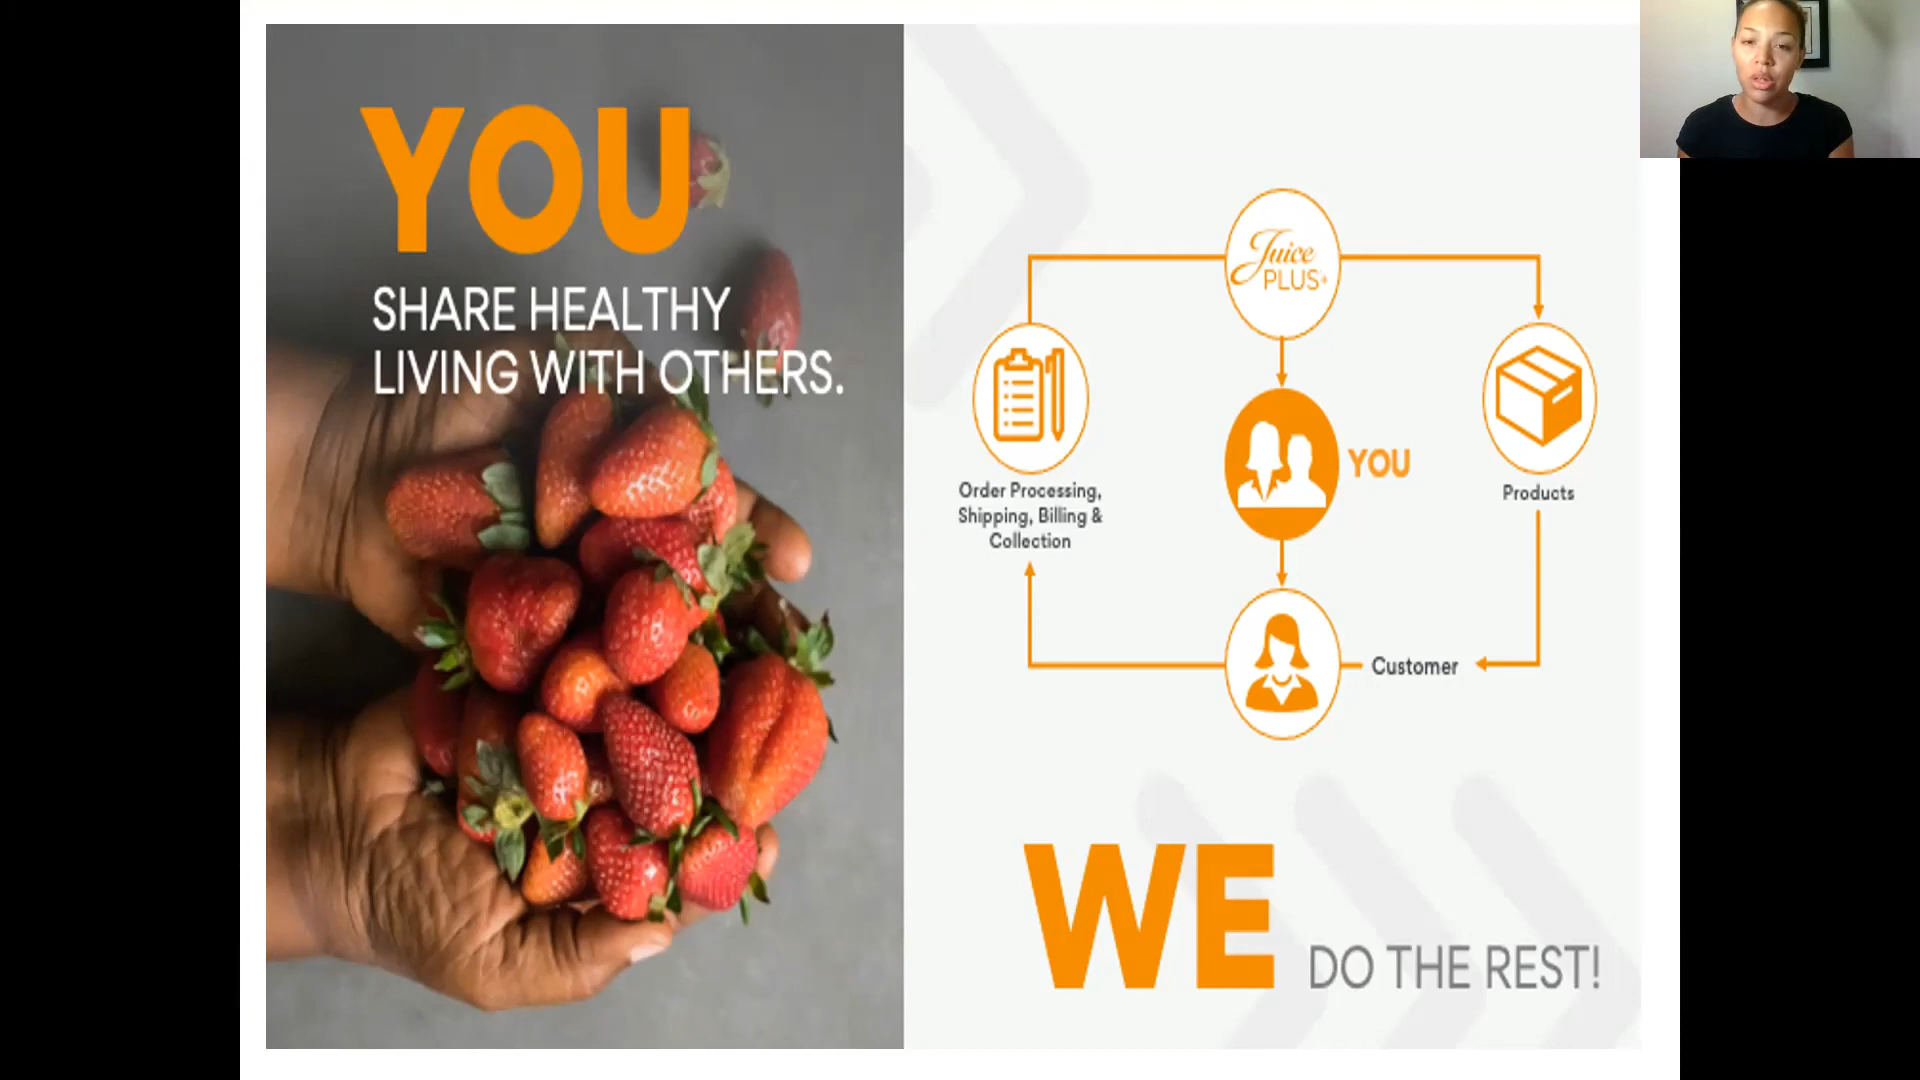 YOU
SHARE HEALTHY
LIVING WITH OTHERS.
Juice
PLUS+
YOU
Order Processing,
Shipping, Billing &
Collection
Products
Customer
WE DO THE REST!